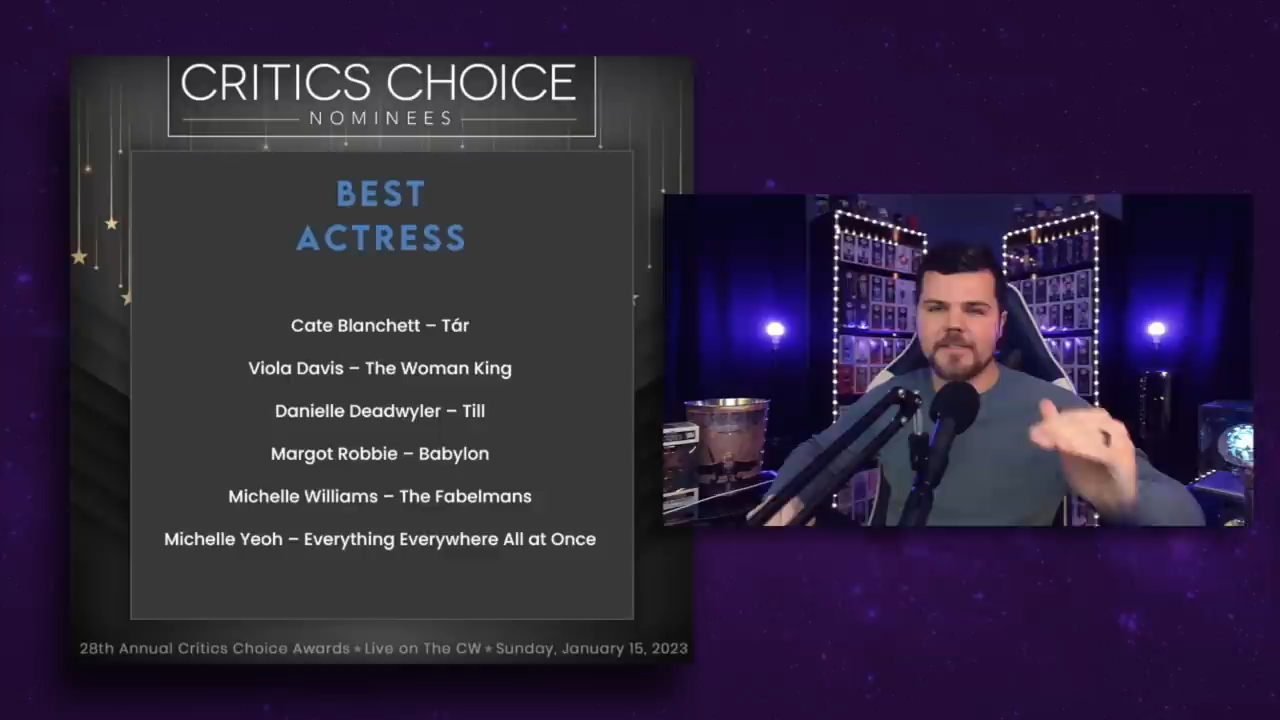 CRITICS CHOICE
NOMINEES
BEST
ACTRESS
Cate Blanchett – Tár
Viola Davis – The Woman King
Danielle Deadwyler – Till
Margot Robbie – Babylon
Michelle Williams – The Fabelmans
Michelle Yeoh – Everything Everywhere All at Once
28th Annual Critics Choice Awards ★ Live on The CW ★ Sunday, January 15, 2023